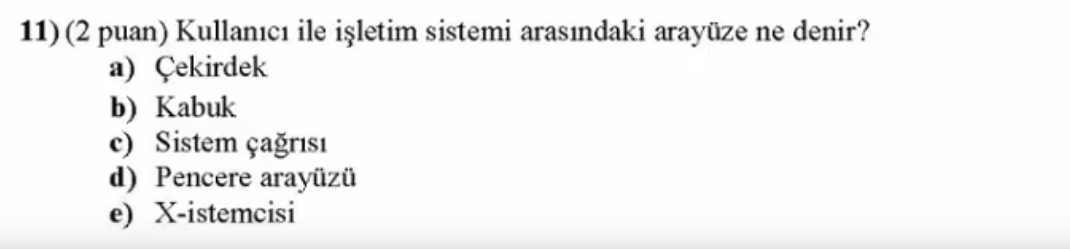 11) (2 puan) Kullanıcı ile işletim sistemi arasındaki arayüze ne denir?
a) Çekirdek
b) Kabuk
c) Sistem çağrısı
d) Pencere arayüzü
e) X-istemcisi